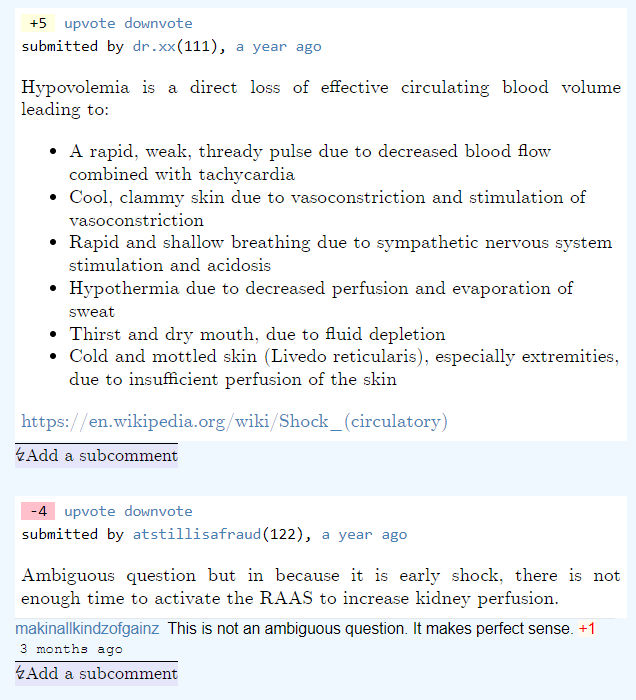 +5 upvote downvote
submitted by dr.xx(111), a year ago
Hypovolemia is a direct loss of effective circulating blood volume
leading to:
• A rapid, weak, thready pulse due to decreased blood flow
combined with tachycardia
• Cool, clammy skin due to vasoconstriction and stimulation of
vasoconstriction
• Rapid and shallow breathing due to sympathetic nervous system
stimulation and acidosis
• Hypothermia due to decreased perfusion and evaporation of
sweat
• Thirst and dry mouth, due to fluid depletion
• Cold and mottled skin (Livedo reticularis), especially extremities,
due to insufficient perfusion of the skin
https://en.wikipedia.org/wiki/Shock_(circulatory)
↯Add a subcomment
-4 upvote downvote
submitted by atstillisafraud(122), a year ago
Ambiguous question but in because it is early shock, there is not
enough time to activate the RAAS to increase kidney perfusion.
makinallkindzofgainz This is not an ambiguous question. It makes perfect sense. +1
3 months ago
↯Add a subcomment